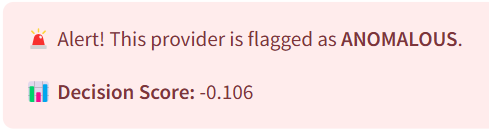 🚨 Alert! This provider is flagged as ANOMALOUS.
📊 Decision Score: -0.106